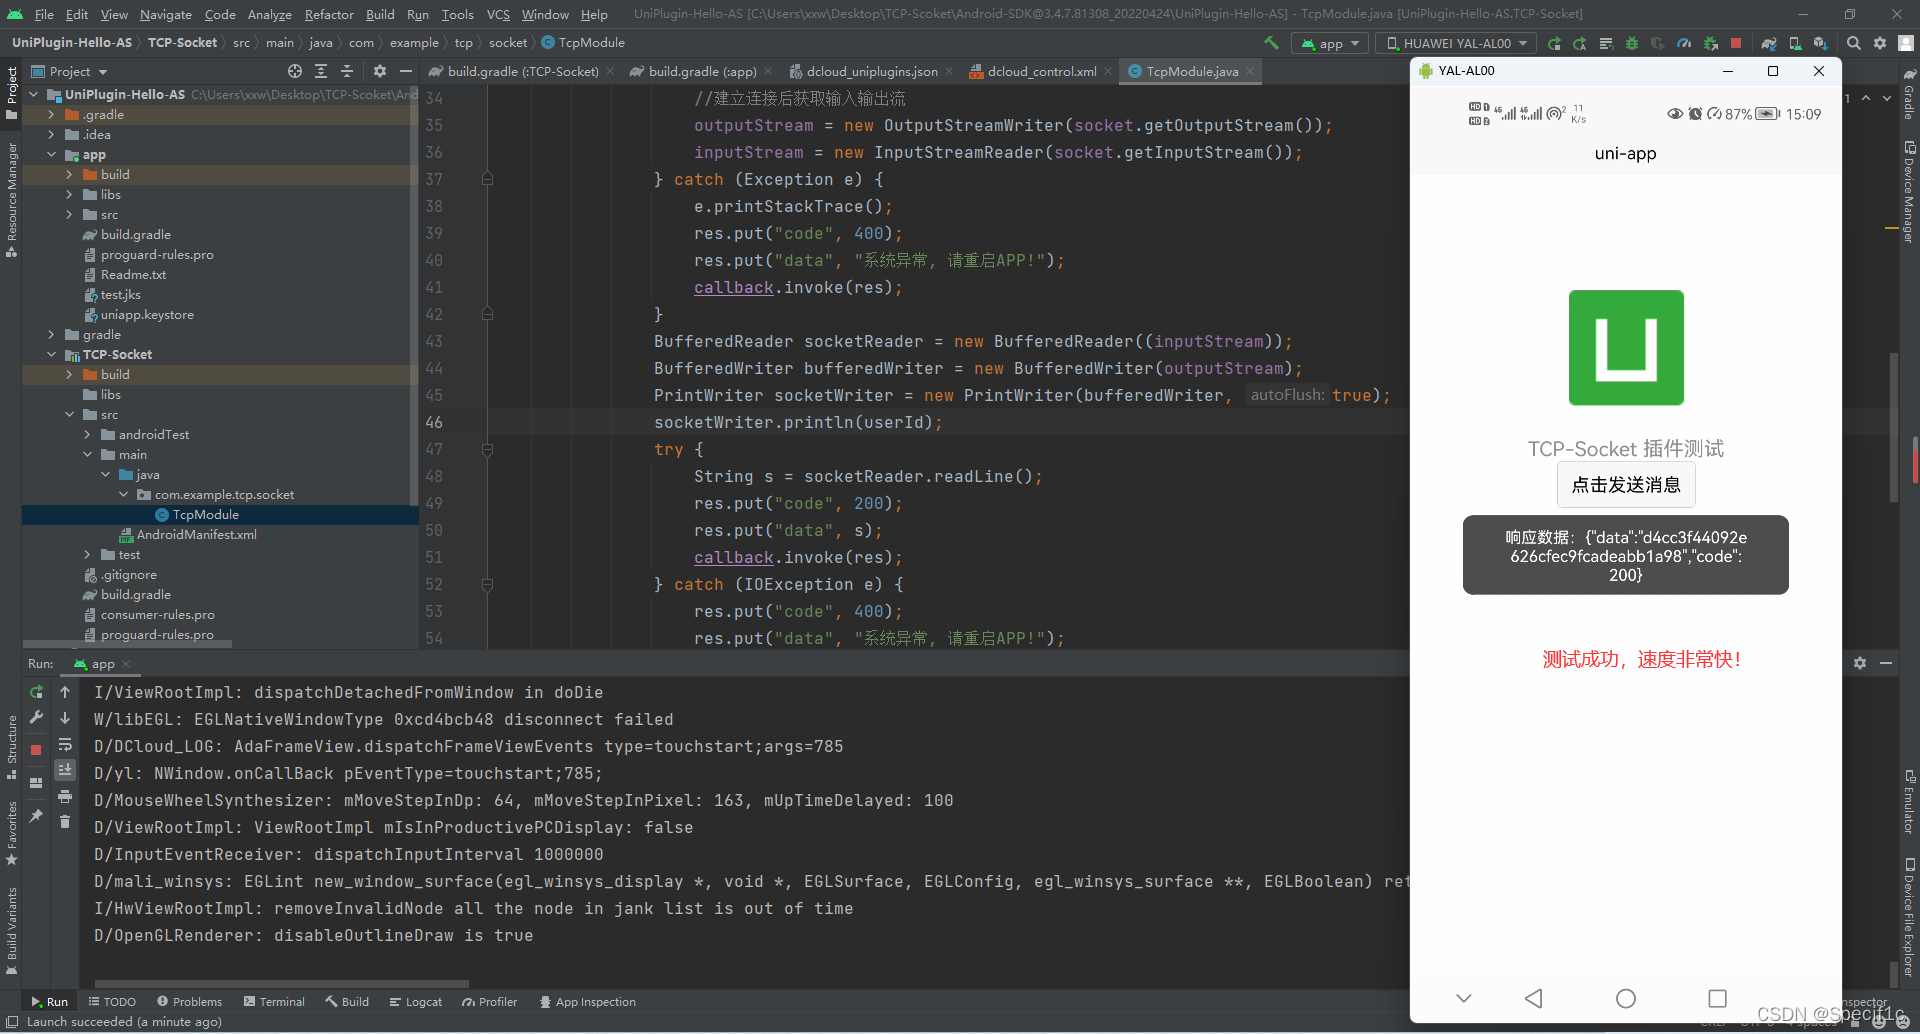 File Edit View Navigate Code Analyze Refactor Build Run Tools VCS Window Help UniPlugin-Hello-AS [C:\Users\xxw\Desktop\TCP-Scoket\Android-SDK@3.4.7.81308_20220424\UniPlugin-Hello-AS] - TcpModule.java [UniPlugin-Hello-AS.TCP-Socket]
UniPlugin-Hello-AS TCP-Socket src main java com example tcp socket TcpModule app HUAWEI YAL-AL00
Project
build.gradle (:TCP-Socket) build.gradle (:app) dcloud_uniplugins.json dcloud_control.xml TcpModule.java
Project
Resource Manager
Structure
Favorites
Build Variants
UniPlugin-Hello-AS C:\Users\xxw\Desktop\TCP-Scoket\And
.gradle
.idea
app
build
libs
src
build.gradle
proguard-rules.pro
Readme.txt
test.jks
uniapp.keystore
gradle
TCP-Socket
build
libs
src
androidTest
main
java
com.example.tcp.socket
TcpModule
AndroidManifest.xml
test
.gitignore
build.gradle
consumer-rules.pro
proguard-rules.pro
34 //建立连接后获取输入输出流
35 outputStream = new OutputStreamWriter(socket.getOutputStream());
36 inputStream = new InputStreamReader(socket.getInputStream());
37 } catch (Exception e) {
38 e.printStackTrace();
39 res.put("code", 400);
40 res.put("data", "系统异常, 请重启APP!");
41 callback.invoke(res);
42 }
43 BufferedReader socketReader = new BufferedReader((inputStream));
44 BufferedWriter bufferedWriter = new BufferedWriter(outputStream);
45 PrintWriter socketWriter = new PrintWriter(bufferedWriter, autoFlush: true);
46 socketWriter.println(userId);
47 try {
48 String s = socketReader.readLine();
49 res.put("code", 200);
50 res.put("data", s);
51 callback.invoke(res);
52 } catch (IOException e) {
53 res.put("code", 400);
54 res.put("data", "系统异常, 请重启APP!");
YAL-AL00
HD 1 4G 4G 2 11
HD 2 K/s
87% 15:09
uni-app
TCP-Socket 插件测试
点击发送消息
响应数据：{"data":"d4cc3f44092e
626cfec9fcadeabb1a98","code":
200}
测试成功，速度非常快！
1
Gradle
Device Manager
Emulator
Device File Explorer
Run: app
I/ViewRootImpl: dispatchDetachedFromWindow in doDie
W/libEGL: EGLNativeWindowType 0xcd4bcb48 disconnect failed
D/DCloud_LOG: AdaFrameView.dispatchFrameViewEvents type=touchstart;args=785
D/yl: NWindow.onCallBack pEventType=touchstart;785;
D/MouseWheelSynthesizer: mMoveStepInDp: 64, mMoveStepInPixel: 163, mUpTimeDelayed: 100
D/ViewRootImpl: ViewRootImpl mIsInProductivePCDisplay: false
D/InputEventReceiver: dispatchInputInterval 1000000
D/mali_winsys: EGLint new_window_surface(egl_winsys_display *, void *, EGLSurface, EGLConfig, egl_winsys_surface **, EGLBoolean) ret
I/HwViewRootImpl: removeInvalidNode all the node in jank list is out of time
D/OpenGLRenderer: disableOutlineDraw is true
Run TODO Problems Terminal Build Logcat Profiler App Inspection
Launch succeeded (a minute ago)
CSDN @Specif1c